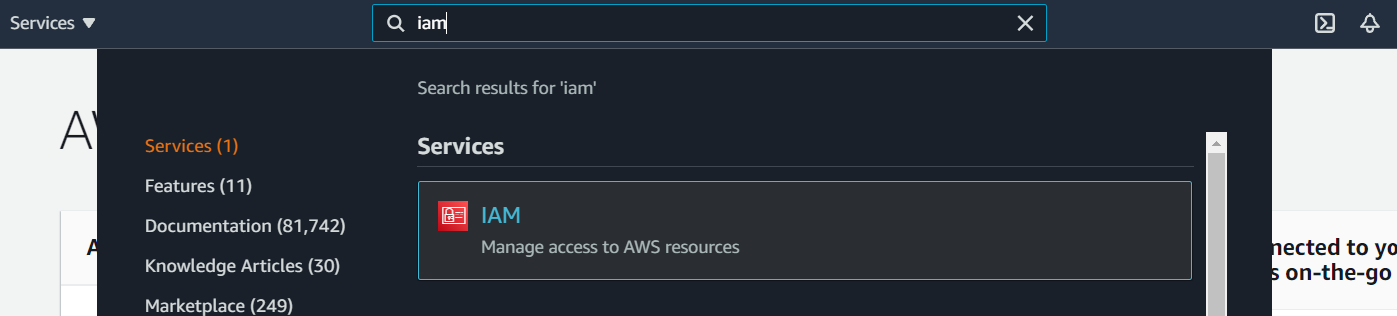 Services
iam
Search results for 'iam'
Services (1)
Features (11)
Documentation (81,742)
Knowledge Articles (30)
Marketplace (249)
Services
IAM
Manage access to AWS resources
to yo
on-the-go